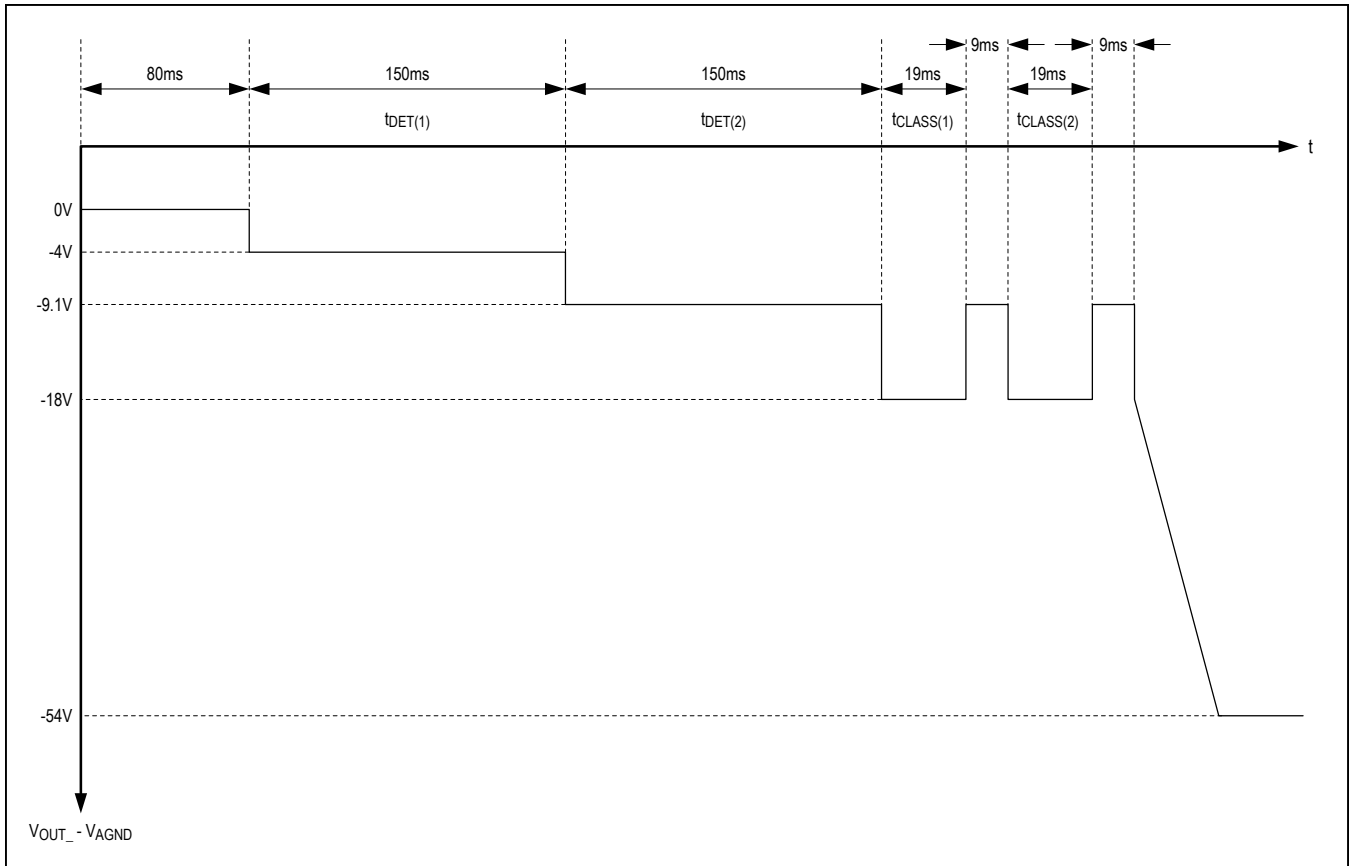 9ms 9ms
80ms 150ms 150ms 19ms 19ms
tDET(1) tDET(2) tCLASS(1) tCLASS(2)
t
0V
-4V
-9.1V
-18V
-54V
VOUT_ - VAGND